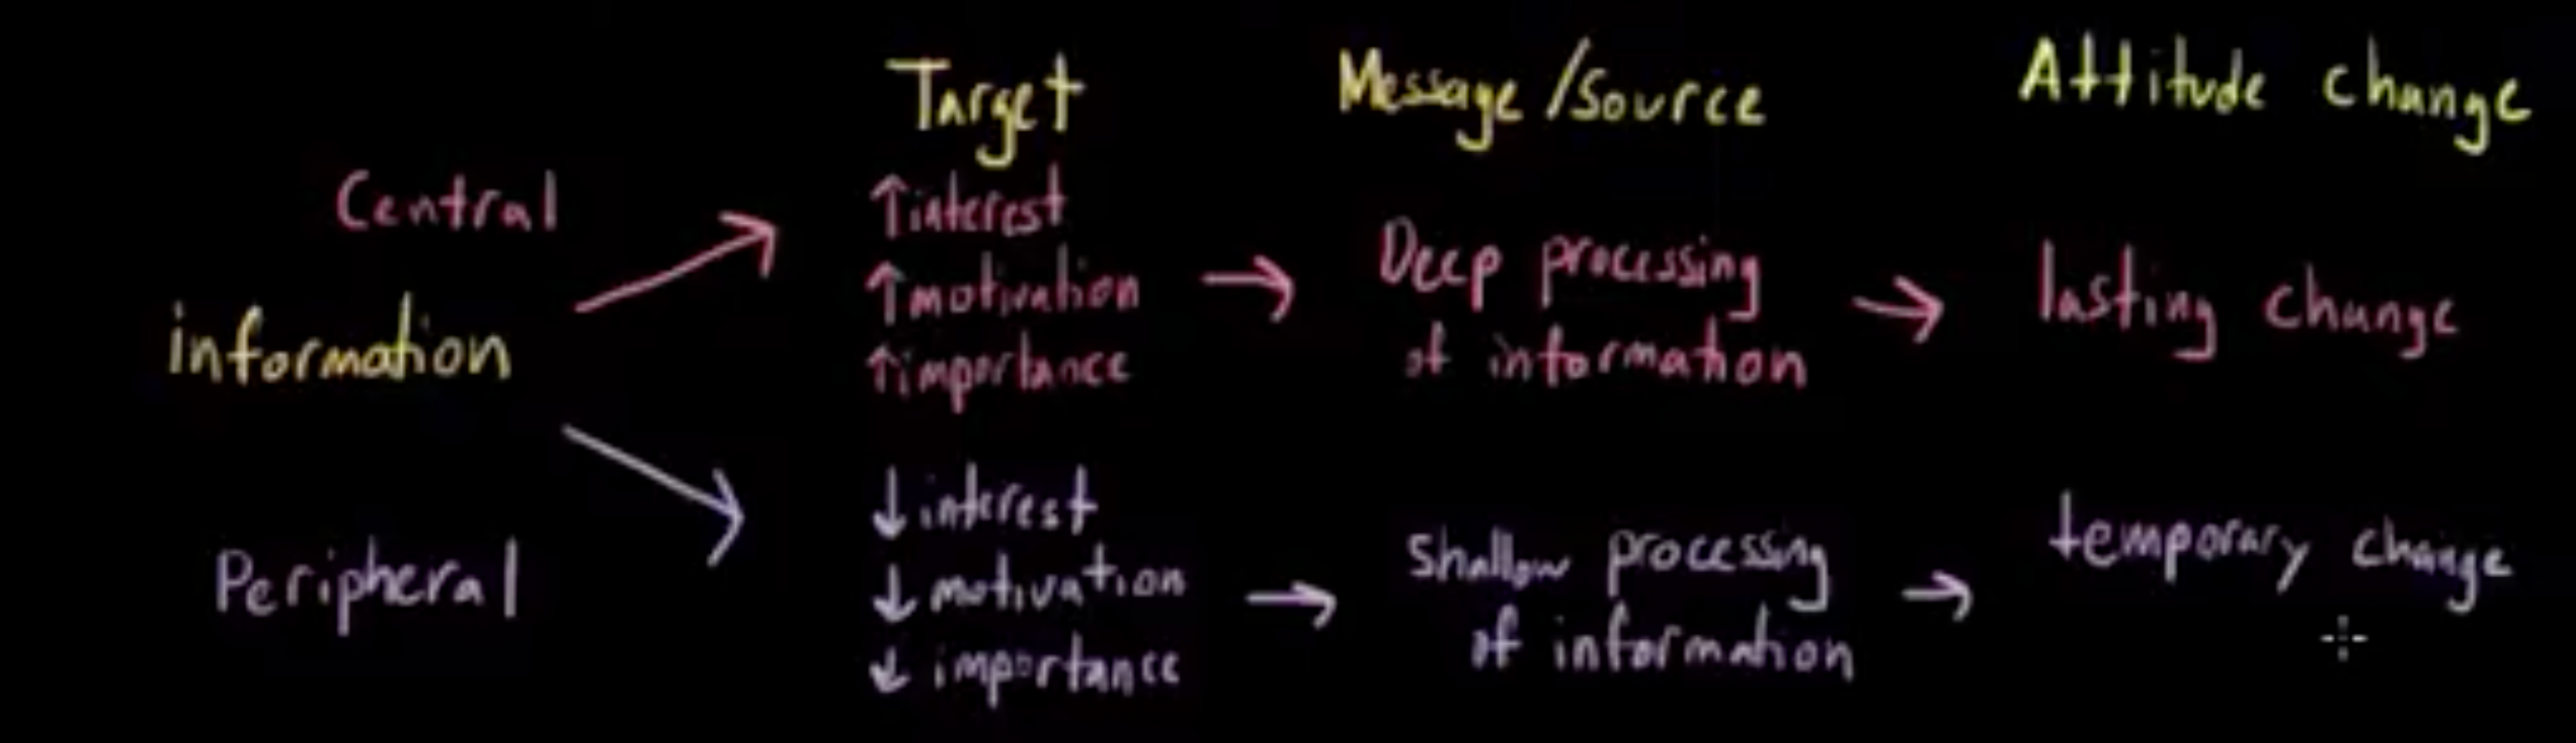 Target
Message/Source
Attitude change
Central
information
Peripheral
↑interest
↑motivation
↑importance
Deep processing
of information
lasting change
↓interest
↓motivation
↓importance
Shallow processing
of information
temporary change